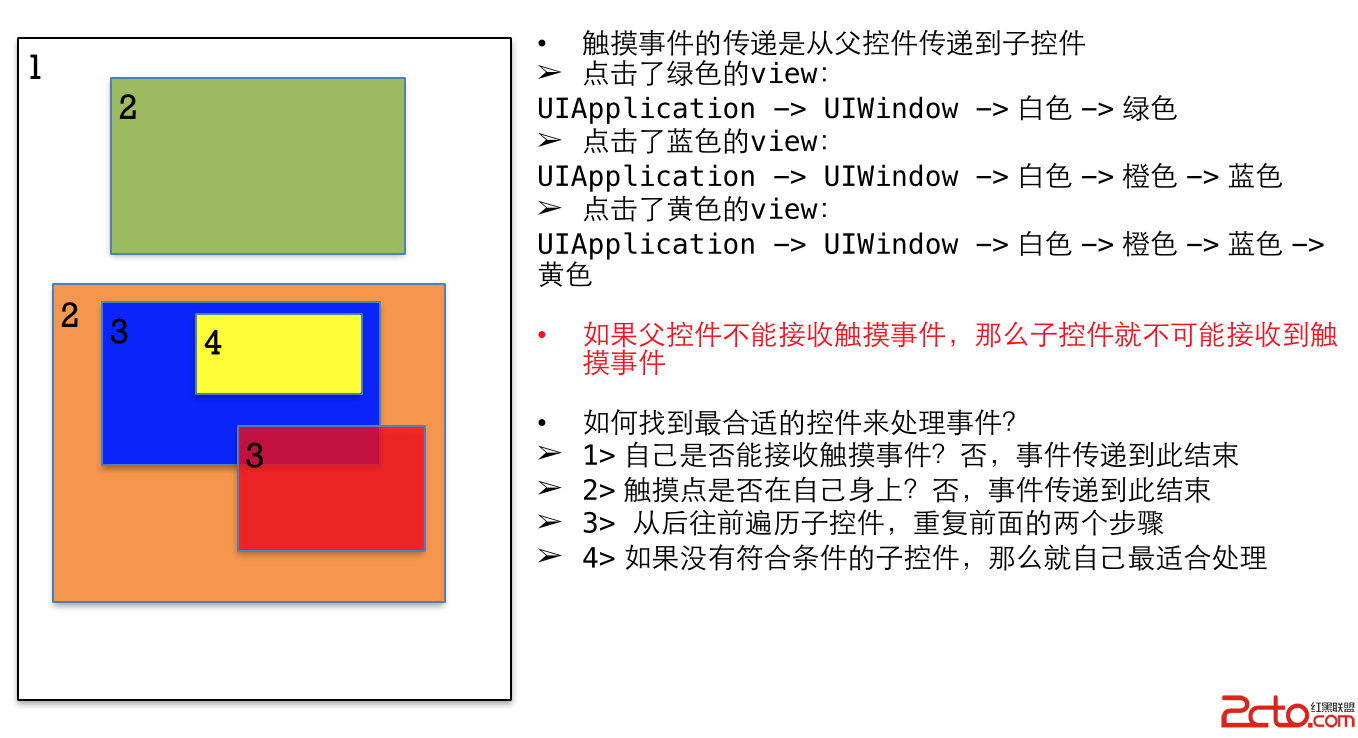 1
2
2
3
4
3
• 触摸事件的传递是从父控件传递到子控件
➢ 点击了绿色的view：
UIApplication –> UIWindow –> 白色 –> 绿色
➢ 点击了蓝色的view：
UIApplication –> UIWindow –> 白色 –> 橙色 –> 蓝色
➢ 点击了黄色的view：
UIApplication –> UIWindow –> 白色 –> 橙色 –> 蓝色 –>
黄色
• 如果父控件不能接收触摸事件，那么子控件就不可能接收到触
摸事件
• 如何找到最合适的控件来处理事件？
➢ 1> 自己是否能接收触摸事件？否，事件传递到此结束
➢ 2> 触摸点是否在自己身上？否，事件传递到此结束
➢ 3> 从后往前遍历子控件，重复前面的两个步骤
➢ 4> 如果没有符合条件的子控件，那么就自己最适合处理
2cto.com 红黑联盟